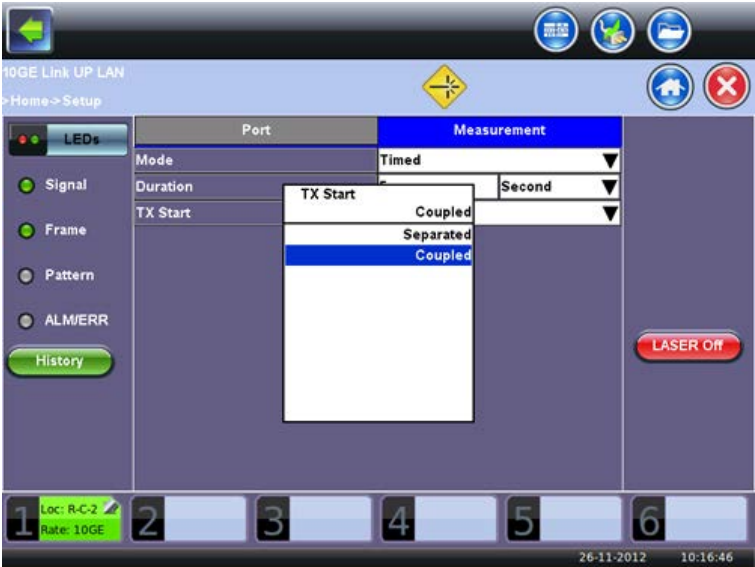 10GE Link UP LAN
>Home->Setup
LEDs
Port
Measurement
Mode
Timed
Signal
Duration
Second
TX Start
TX Start
Coupled
Separated
Coupled
Frame
Pattern
ALM/ERR
History
LASER Off
1
Loc: R-C-2
Rate: 10GE
2
3
4
5
6
26-11-2012 10:16:46